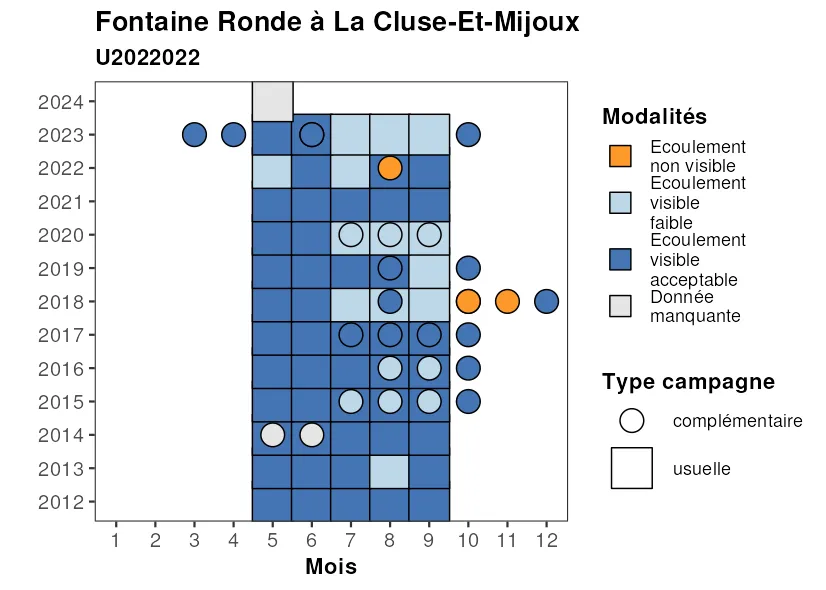 Fontaine Ronde à La Cluse-Et-Mijoux
U2022022
2024
2023
2022
2021
2020
2019
2018
2017
2016
2015
2014
2013
2012
1 2 3 4 5 6 7 8 9 10 11 12
Mois
Modalités
Ecoulement
non visible
Ecoulement
visible
faible
Ecoulement
visible
acceptable
Donnée
manquante
Type campagne
complémentaire
usuelle